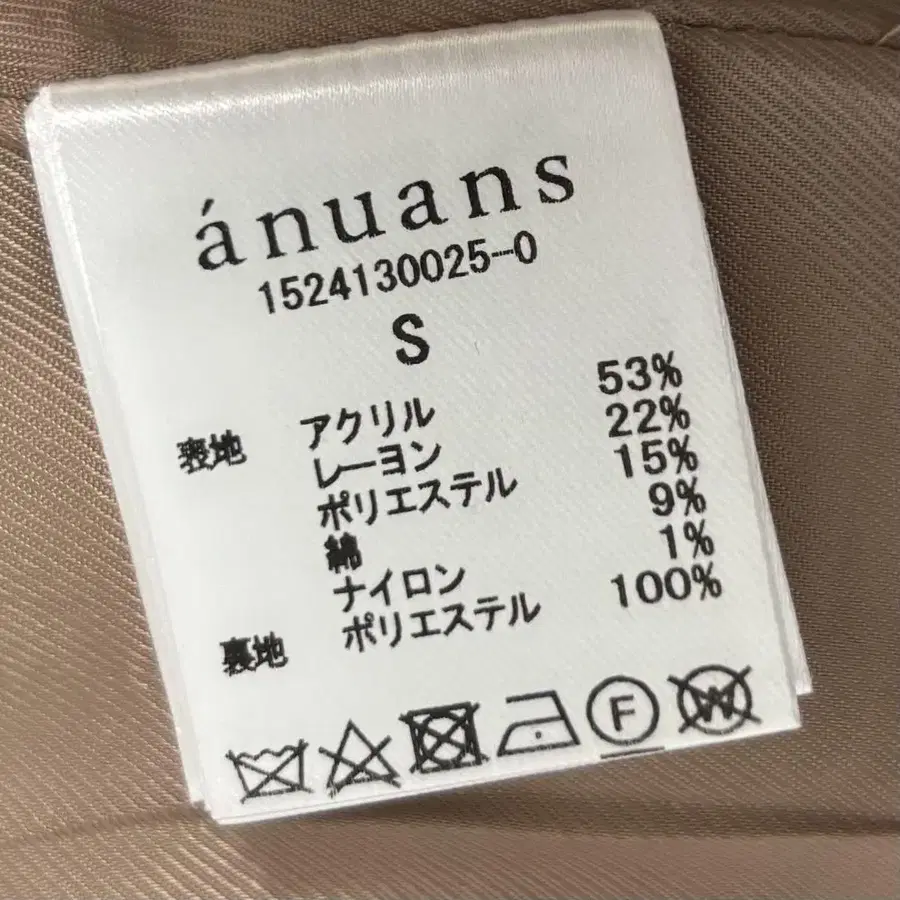 ánuans
1524130025-0
S
表地 アクリル 53%
レーヨン 22%
ポリエステル 15%
綿 9%
ナイロン 1%
裏地 ポリエステル 100%
F W